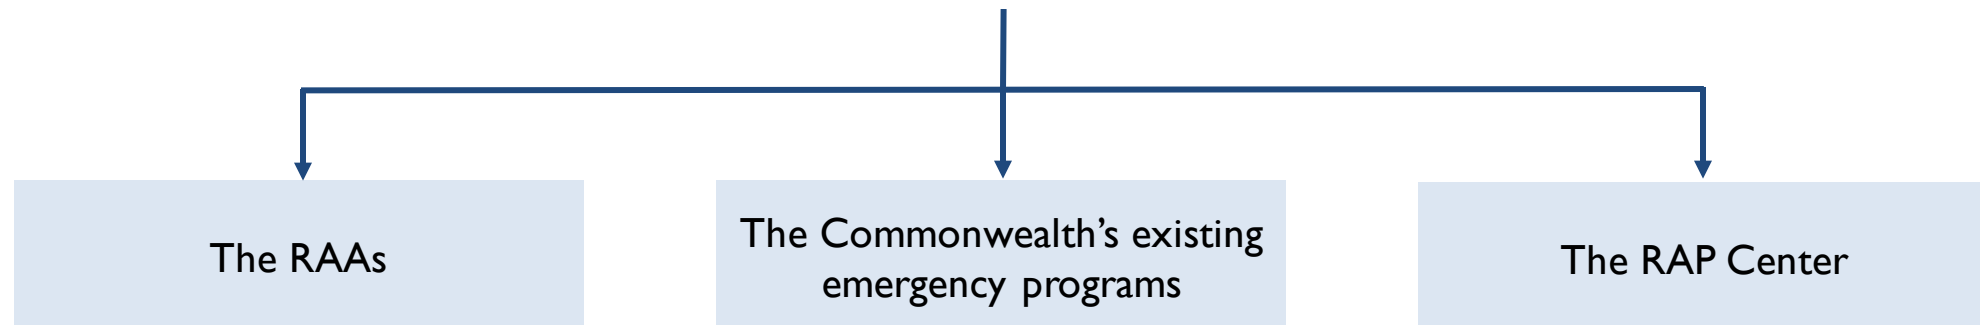 The RAAs
The Commonwealth’s existing
emergency programs
The RAP Center